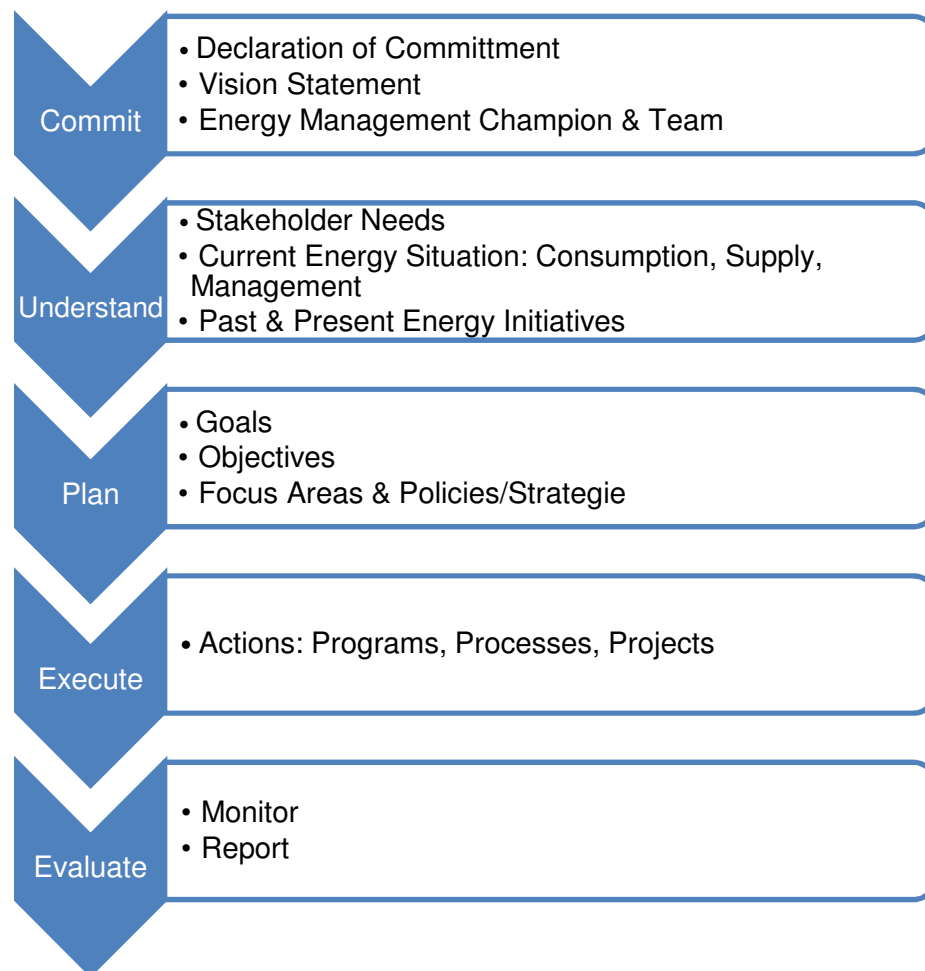 Commit
• Declaration of Committment
• Vision Statement
• Energy Management Champion & Team
Understand
• Stakeholder Needs
• Current Energy Situation: Consumption, Supply,
Management
• Past & Present Energy Initiatives
Plan
• Goals
• Objectives
• Focus Areas & Policies/Strategie
Execute
• Actions: Programs, Processes, Projects
Evaluate
• Monitor
• Report